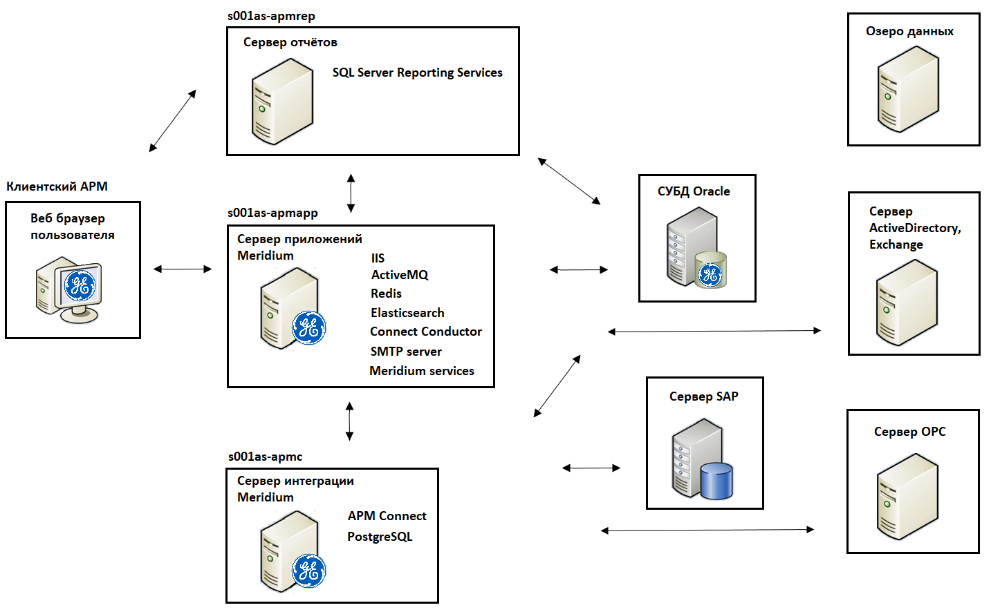 s001as-apmrep
Сервер отчётов
SQL Server Reporting Services
Озеро данных
Клиентский АРМ
Веб браузер
пользователя
s001as-apmapp
Сервер приложений
Meridium
IIS
ActiveMQ
Redis
Elasticsearch
Connect Conductor
SMTP server
Meridium services
СУБД Oracle
Сервер
ActiveDirectory,
Exchange
s001as-apmc
Сервер интеграции
Meridium
APM Connect
PostgreSQL
Сервер SAP
Сервер OPC